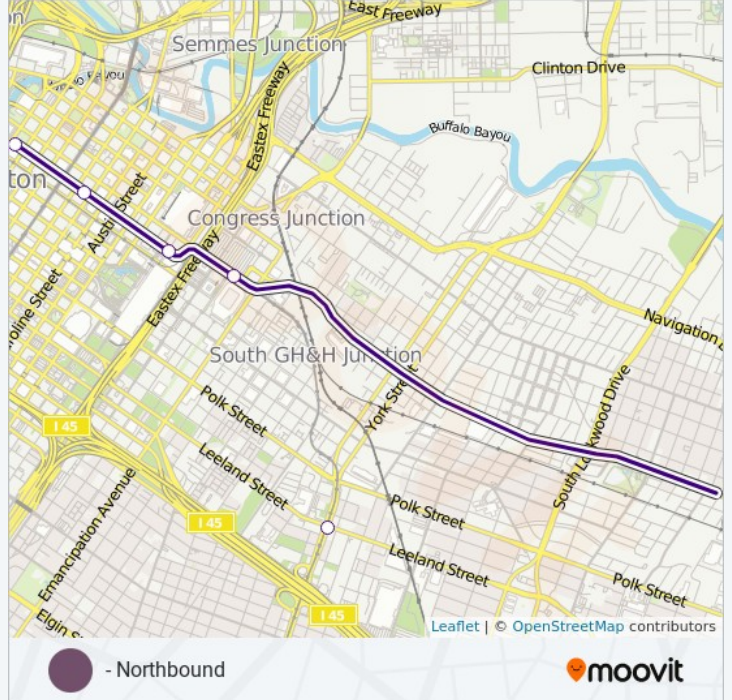 on
East Freeway
Semmes Junction
Clinton Drive
Buffalo Bayou
Eastex Freeway
ton
Austin Street
Congress Junction
Eastex Freeway
roline Street
Navigation
South GH&H Junction
I 45
Polk Street
York Street
South Lockwood Drive
Leeland Street
Polk Street
I 45
Emancipation Avenue
Leeland Street
Polk Street
Elgin S
I 45
Leaflet | © OpenStreetMap contributors
- Northbound
moovit